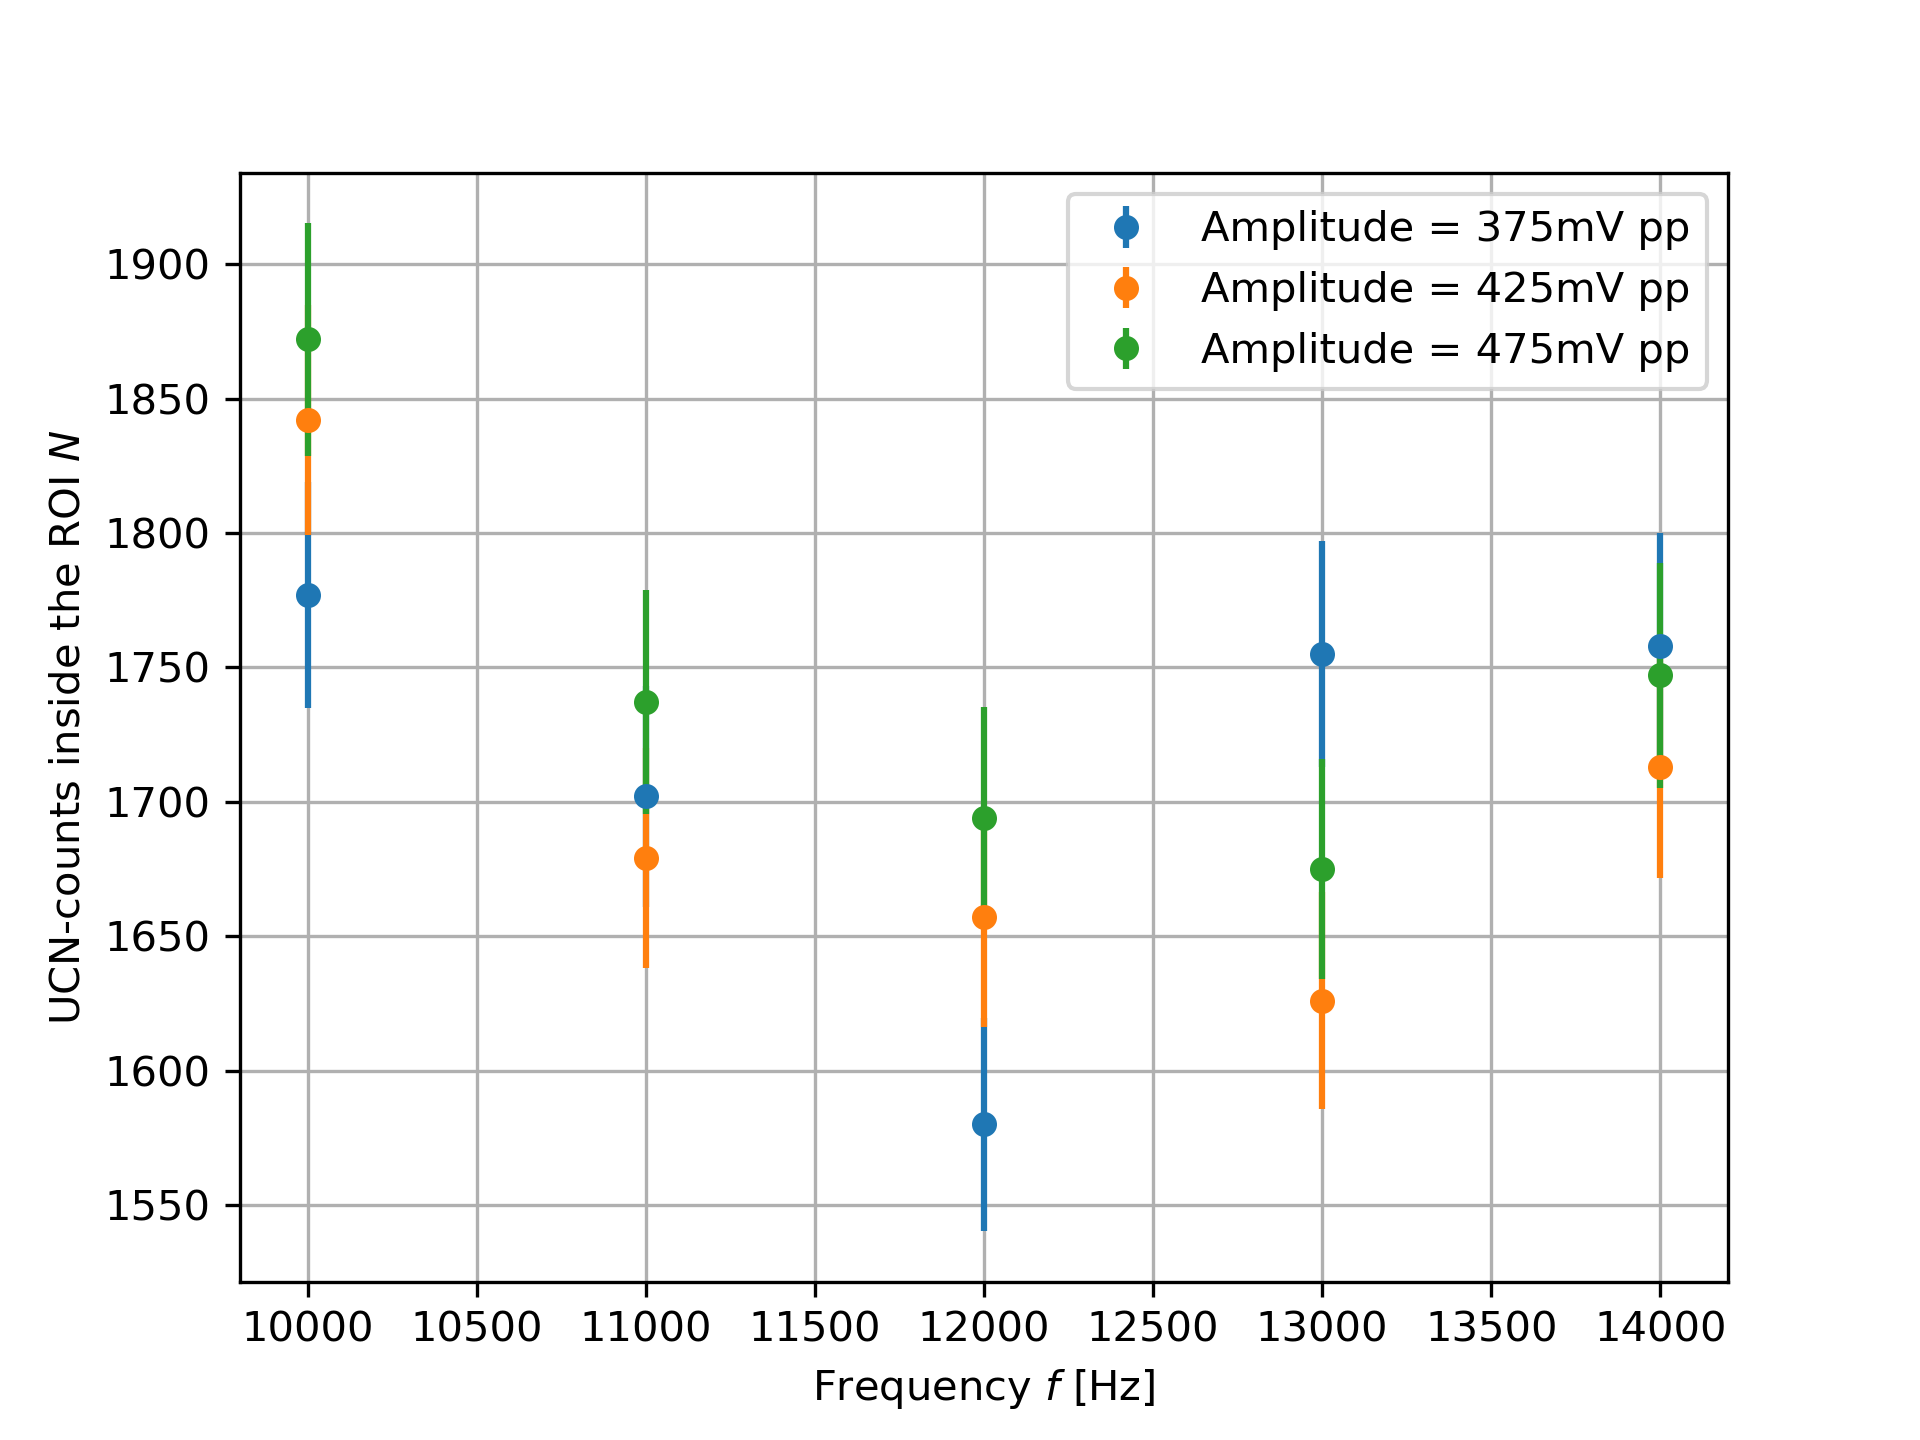 Amplitude = 375mV pp
Amplitude = 425mV pp
Amplitude = 475mV pp
UCN-counts inside the ROI N
1900
1850
1800
1750
1700
1650
1600
1550
10000 10500 11000 11500 12000 12500 13000 13500 14000
Frequency f [Hz]